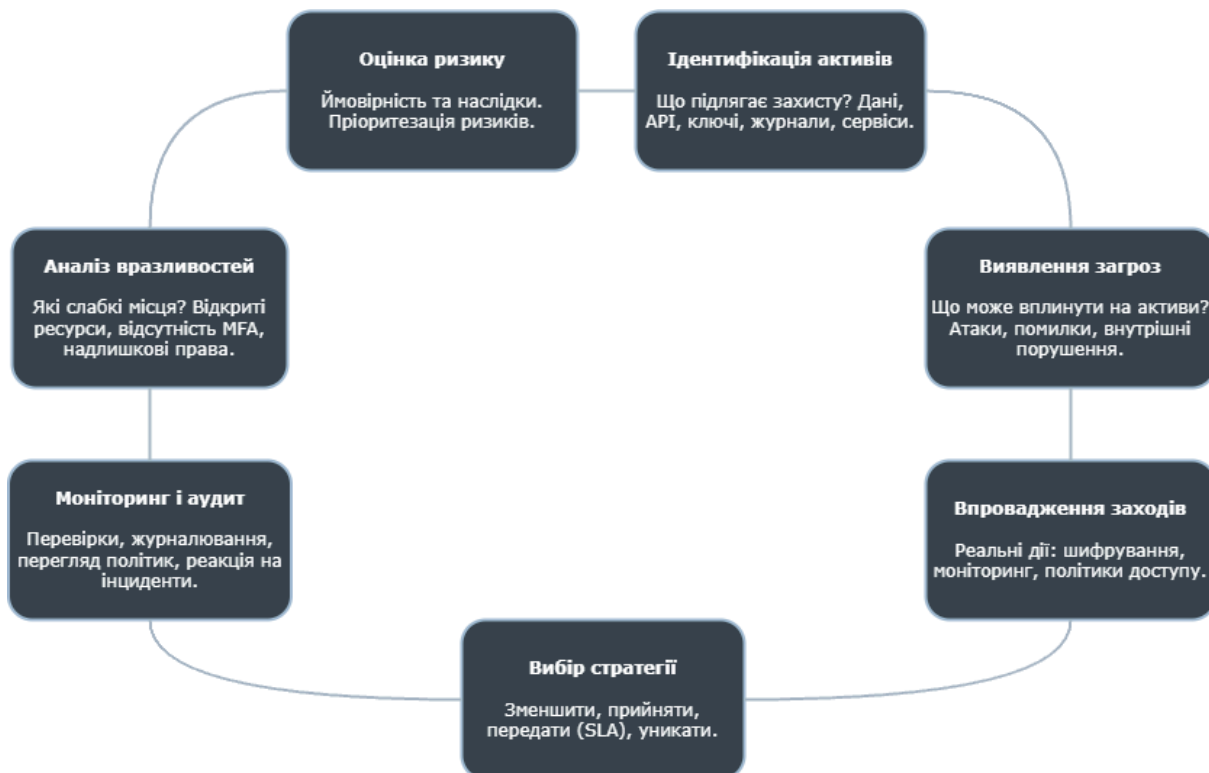 Оцінка ризику
Ймовірність та наслідки.
Пріоритезація ризиків.
Ідентифікація активів
Що підлягає захисту? Дані,
API, ключі, журнали, сервіси.
Аналіз вразливостей
Які слабкі місця? Відкриті
ресурси, відсутність MFA,
надлишкові права.
Виявлення загроз
Що може вплинути на активи?
Атаки, помилки, внутрішні
порушення.
Моніторинг і аудит
Перевірки, журналювання,
перегляд політик, реакція на
інциденти.
Впровадження заходів
Реальні дії: шифрування,
моніторинг, політики доступу.
Вибір стратегії
Зменшити, прийняти,
передати (SLA), уникати.